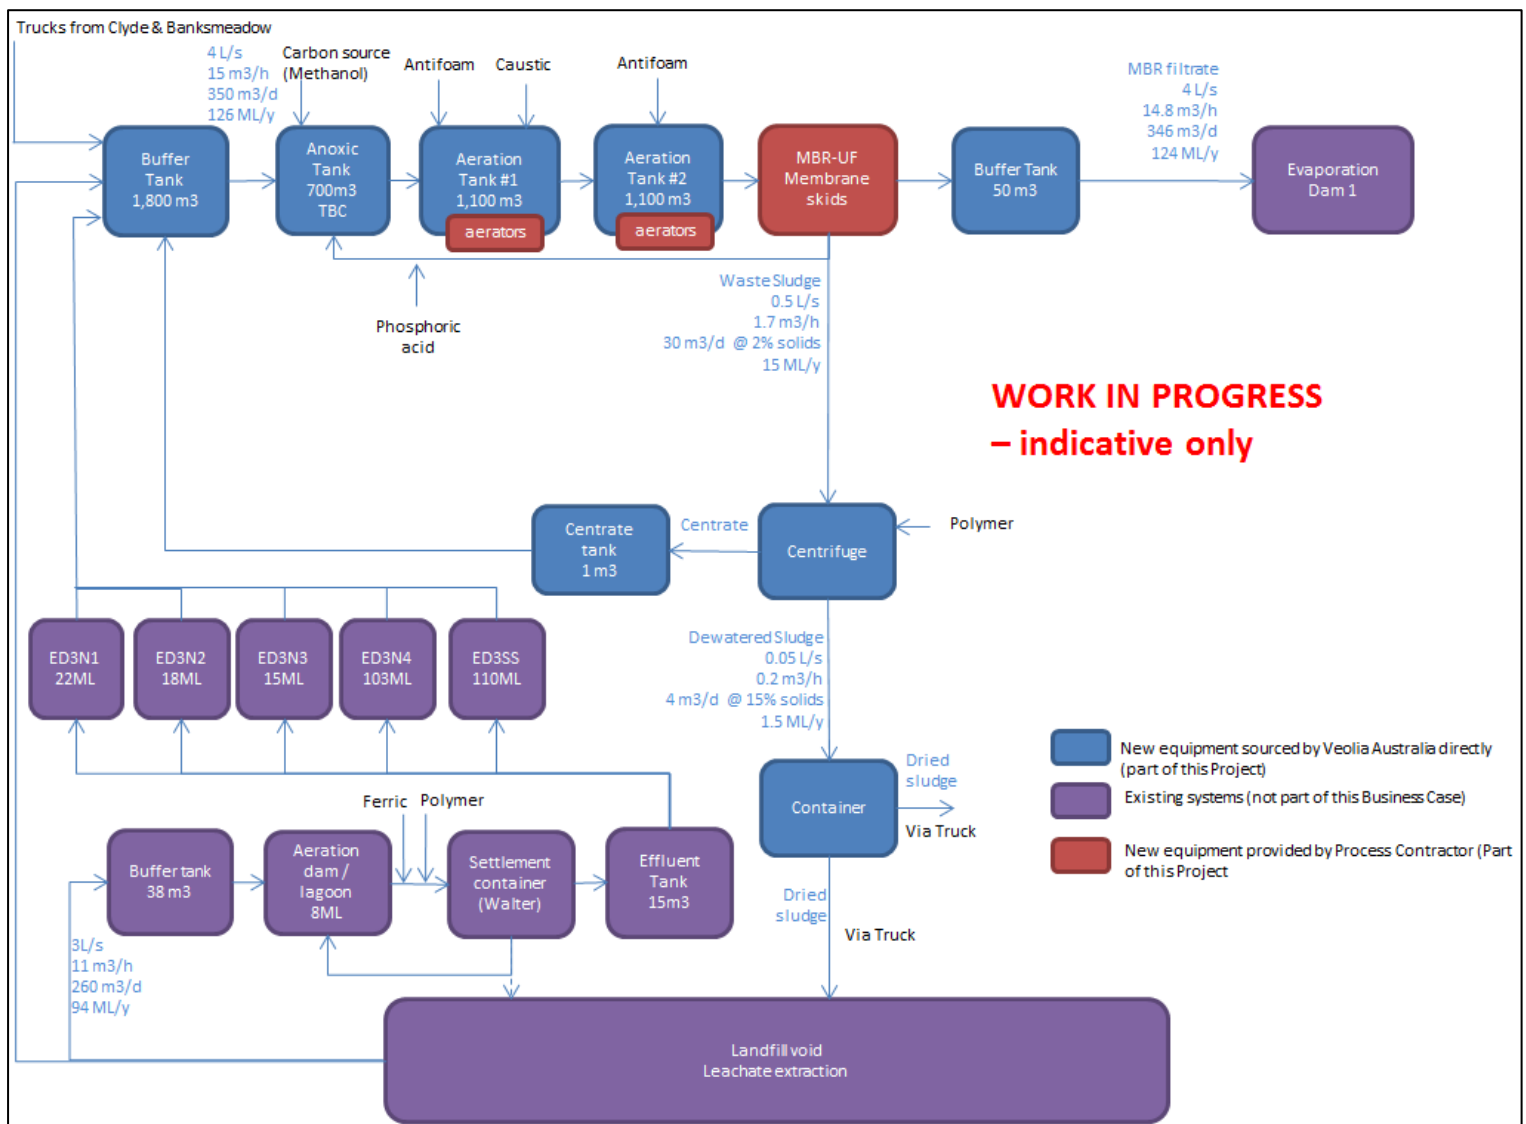 Trucks from Clyde & Banksmeadow
4 L/s
15 m3/h
350 m3/d
126 ML/y
Carbon source
(Methanol)
Antifoam
Caustic
Antifoam
MBR filtrate
4 L/s
14.8 m3/h
346 m3/d
124 ML/y
Buffer
Tank
1,800 m3
Anoxic
Tank
700m3
TBC
Aeration
Tank #1
1,100 m3
aerators
Aeration
Tank #2
1,100 m3
aerators
MBR-UF
Membrane
skids
Buffer Tank
50 m3
Evaporation
Dam 1
Phosphoric
acid
Waste Sludge
0.5 L/s
1.7 m3/h
30 m3/d @ 2% solids
15 ML/y
WORK IN PROGRESS
– indicative only
Centrate
tank
1 m3
Centrate
Centrifuge
Polymer
ED3N1
22ML
ED3N2
18ML
ED3N3
15ML
ED3N4
103ML
ED3SS
110ML
Dewatered Sludge
0.05 L/s
0.2 m3/h
4 m3/d @ 15% solids
1.5 ML/y
Container
Dried
sludge
Via Truck
New equipment sourced by Veolia Australia directly
(part of this Project)
Existing systems (not part of this Business Case)
New equipment provided by Process Contractor (Part
of this Project
Ferric
Polymer
Buffer tank
38 m3
Aeration
dam /
lagoon
8ML
Settlement
container
(Walter)
Effluent
Tank
15m3
Dried
sludge
Via Truck
3L/s
11 m3/h
260 m3/d
94 ML/y
Landfill void
Leachate extraction